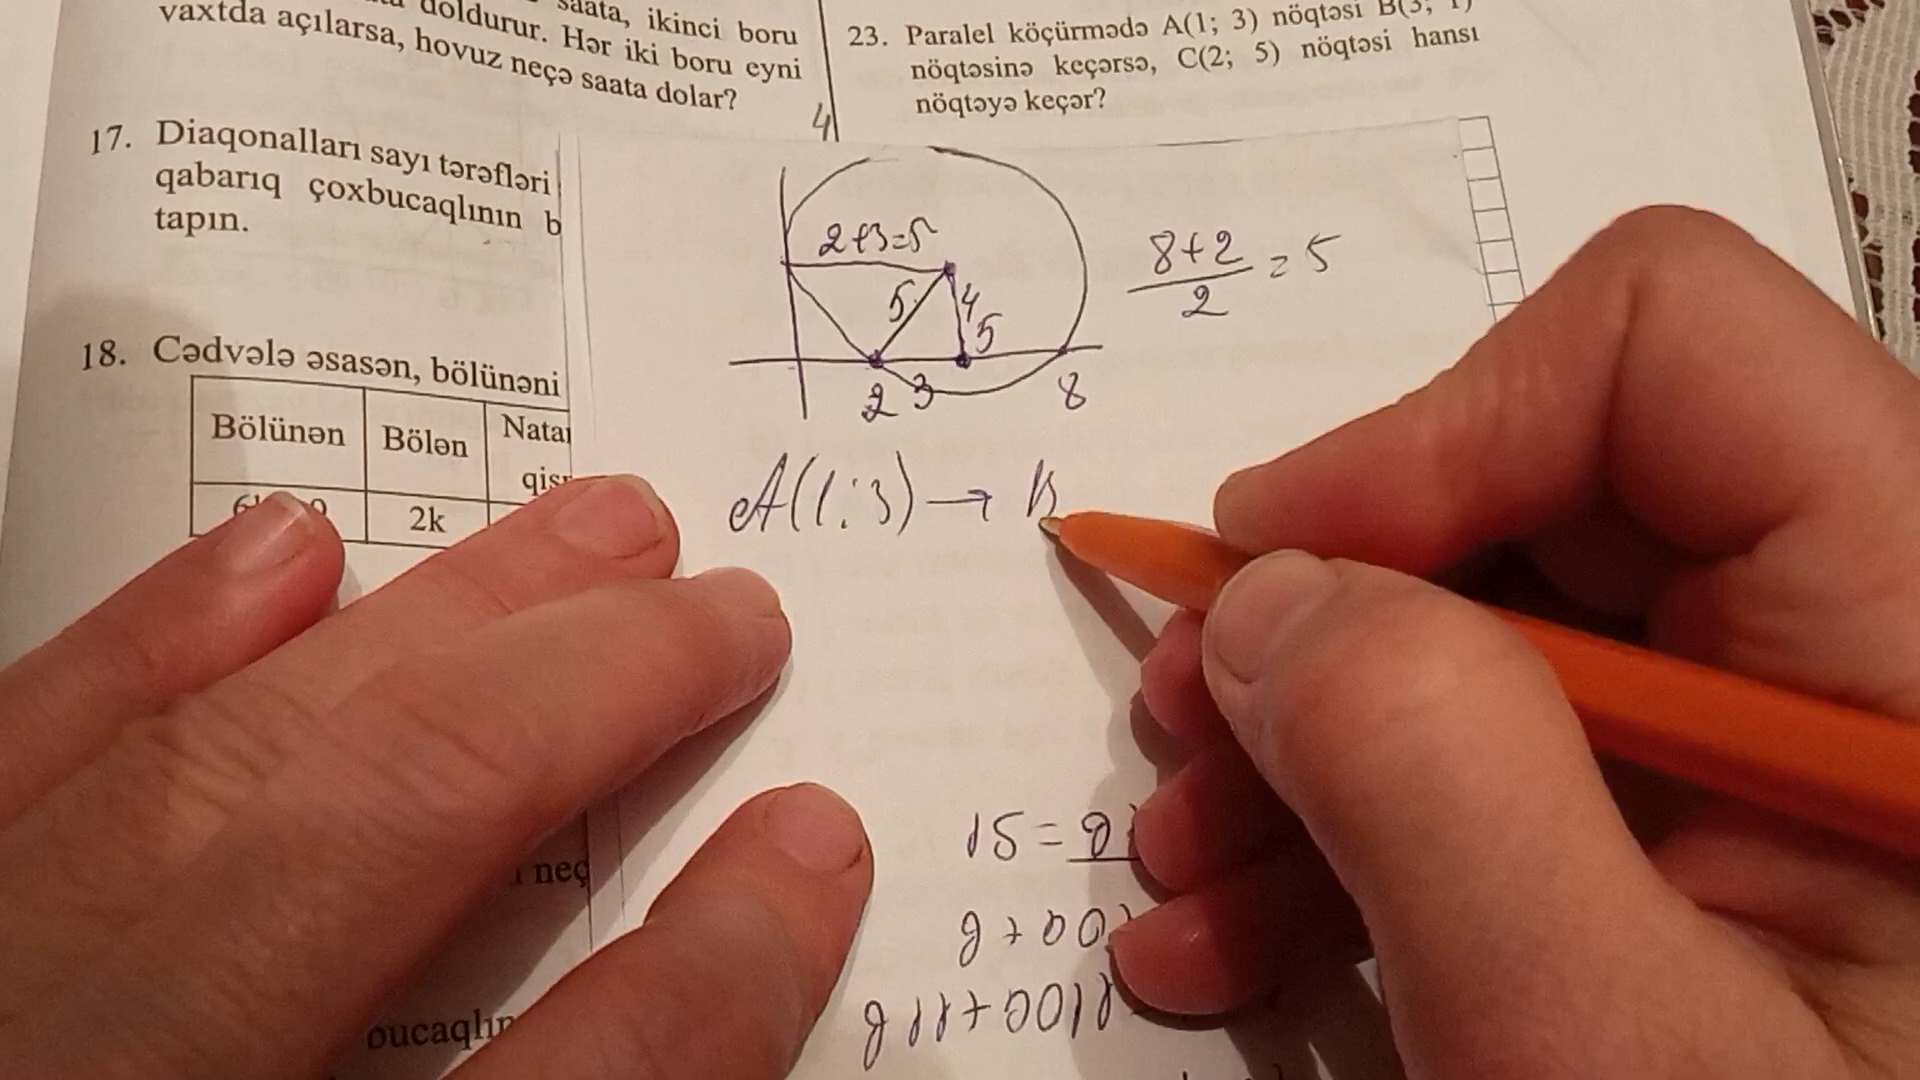 saata, ikinci boru
doldurur. Hər iki boru eyni
vaxtda açılarsa, hovuz neçə saata dolar?
17. Diaqonalları sayı tərəfləri
qabarıq çoxbucaqlının b
tapın.
18. Cədvələ əsasən, bölünəni
Bölünən Bölən Nata
qis
2k
neç
bucaqlın
23. Paralel köçürmədə A(1; 3) nöqtəsi B(3; 1)
nöqtəsinə keçərsə, C(2; 5) nöqtəsi hansı
nöqtəyə keçər?
4
2+3=5
5 4
5
2 3 8
8+2
2 = 5
A(1;3) → B